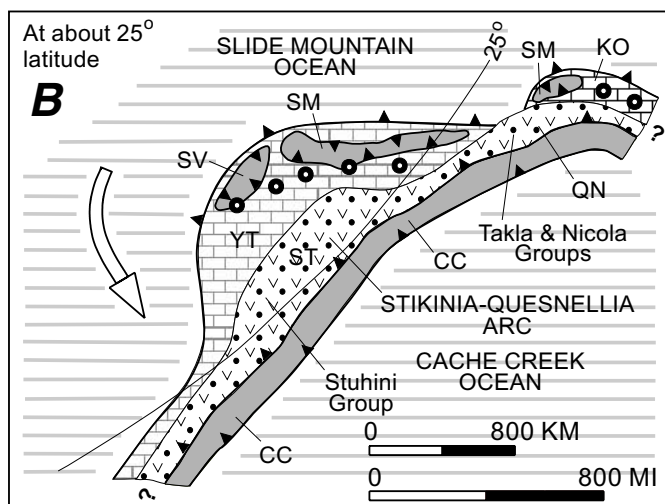 At about 25°
latitude
B
SLIDE MOUNTAIN
OCEAN
25°
SM
KO
SM
SV
?
QN
YT
ST
CC
Takla & Nicola
Groups
STIKINIA-QUESNELLIA
ARC
CACHE CREEK
OCEAN
Stuhini
Group
CC
0 800 KM
0 800 MI
?